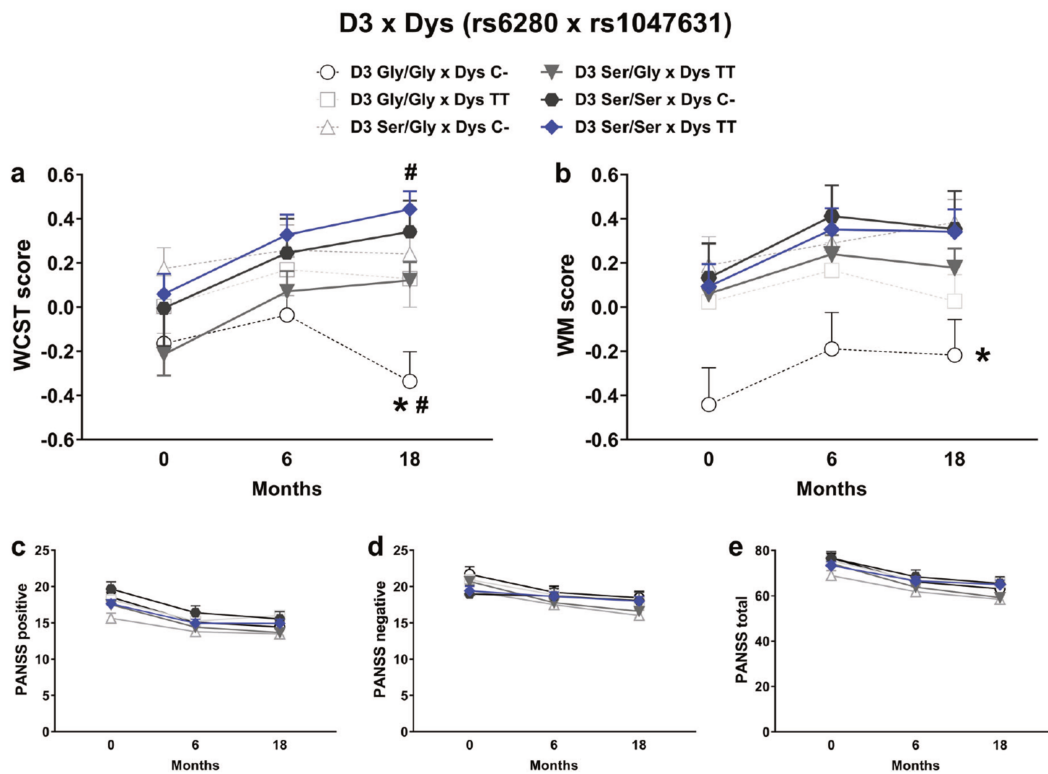 D3 x Dys (rs6280 x rs1047631)
D3 Gly/Gly x Dys C-
D3 Ser/Gly x Dys TT
D3 Gly/Gly x Dys TT
D3 Ser/Ser x Dys C-
D3 Ser/Gly x Dys C-
D3 Ser/Ser x Dys TT
a
WCST score
0.6
0.4
0.2
0.0
-0.2
-0.4
-0.6
#
* #
0 6 18
Months
b
WM score
0.6
0.4
0.2
0.0
-0.2
-0.4
-0.6
*
0 6 18
Months
c
PANSS positive
25
20
15
10
5
0
0 6 18
Months
d
PANSS negative
25
20
15
10
5
0
0 6 18
Months
e
PANSS total
80
60
40
20
0
0 6 18
Months